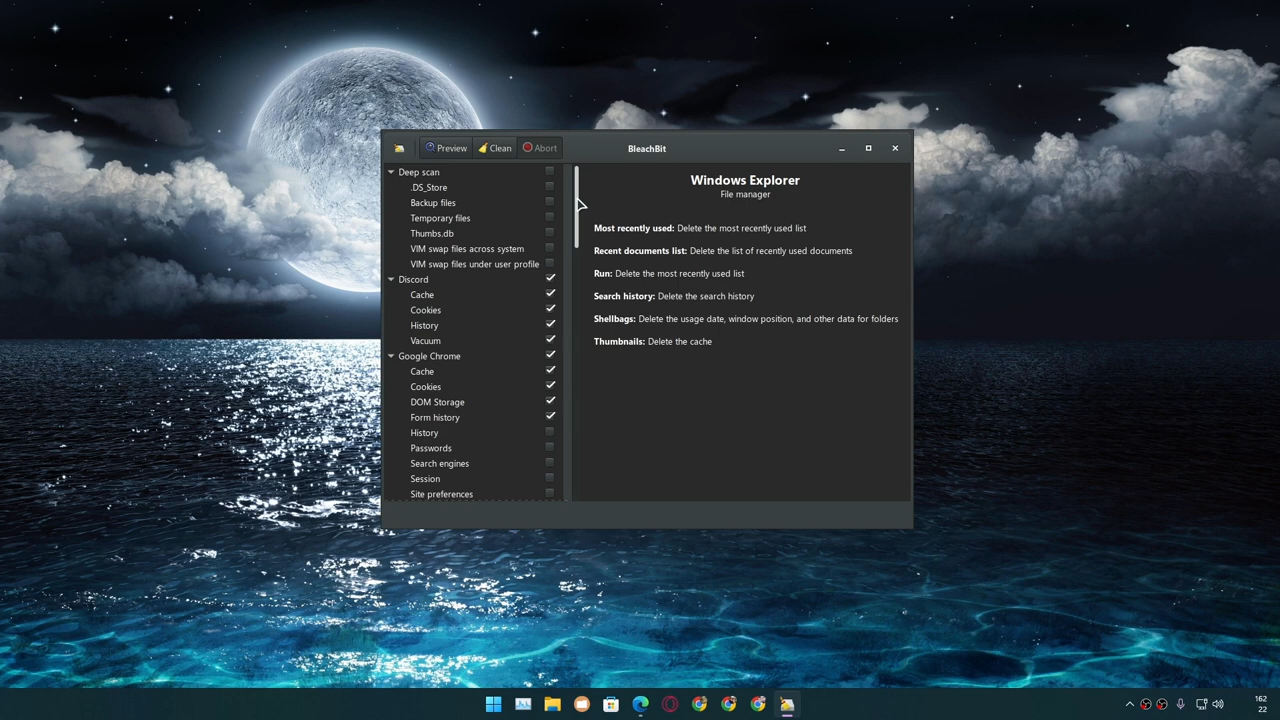 Preview
Clean
Abort
BleachBit
Deep scan
.DS_Store
Backup files
Temporary files
Thumbs.db
VIM swap files across system
VIM swap files under user profile
Discord
Cache
Cookies
History
Vacuum
Google Chrome
Cache
Cookies
DOM Storage
Form history
History
Passwords
Search engines
Session
Site preferences
Windows Explorer
File manager
Most recently used: Delete the most recently used list
Recent documents list: Delete the list of recently used documents
Run: Delete the most recently used list
Search history: Delete the search history
Shellbags: Delete the usage date, window position, and other data for folders
Thumbnails: Delete the cache
162
22